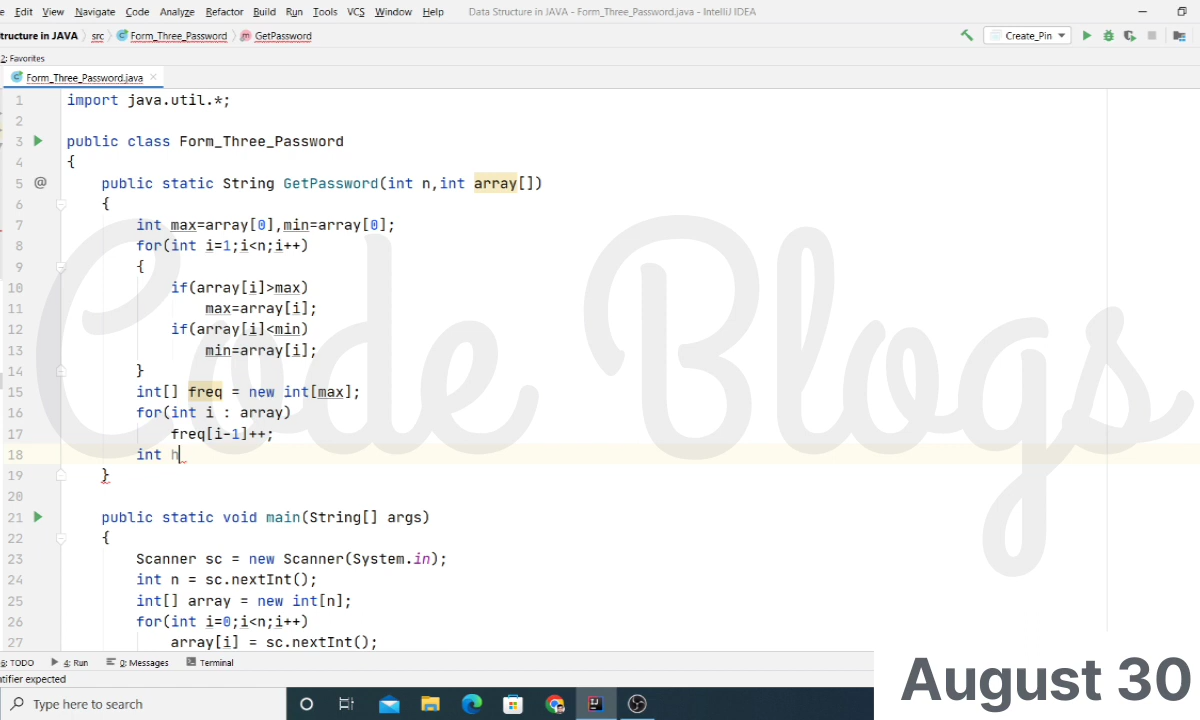 e Edit View Navigate Code Analyze Refactor Build Run Tools VCS Window Help Data Structure in JAVA - Form_Three_Password.java - IntelliJ IDEA
tructure in JAVA src Form_Three_Password GetPassword Create_Pin
2: Favorites
Form_Three_Password.java
1 import java.util.*;
2
3 public class Form_Three_Password
4 {
5 @ public static String GetPassword(int n,int array[])
6 {
7 int max=array[0],min=array[0];
8 for(int i=1;i<n;i++)
9 {
10 if(array[i]>max)
11 max=array[i];
12 if(array[i]<min)
13 min=array[i];
14 }
15 int[] freq = new int[max];
16 for(int i : array)
17 freq[i-1]++;
18 int h
19 }
20
21 public static void main(String[] args)
22 {
23 Scanner sc = new Scanner(System.in);
24 int n = sc.nextInt();
25 int[] array = new int[n];
26 for(int i=0;i<n;i++)
27 array[i] = sc.nextInt();
Code Blogs
6: TODO 4: Run 0: Messages Terminal
tifier expected
Type here to search
August 30